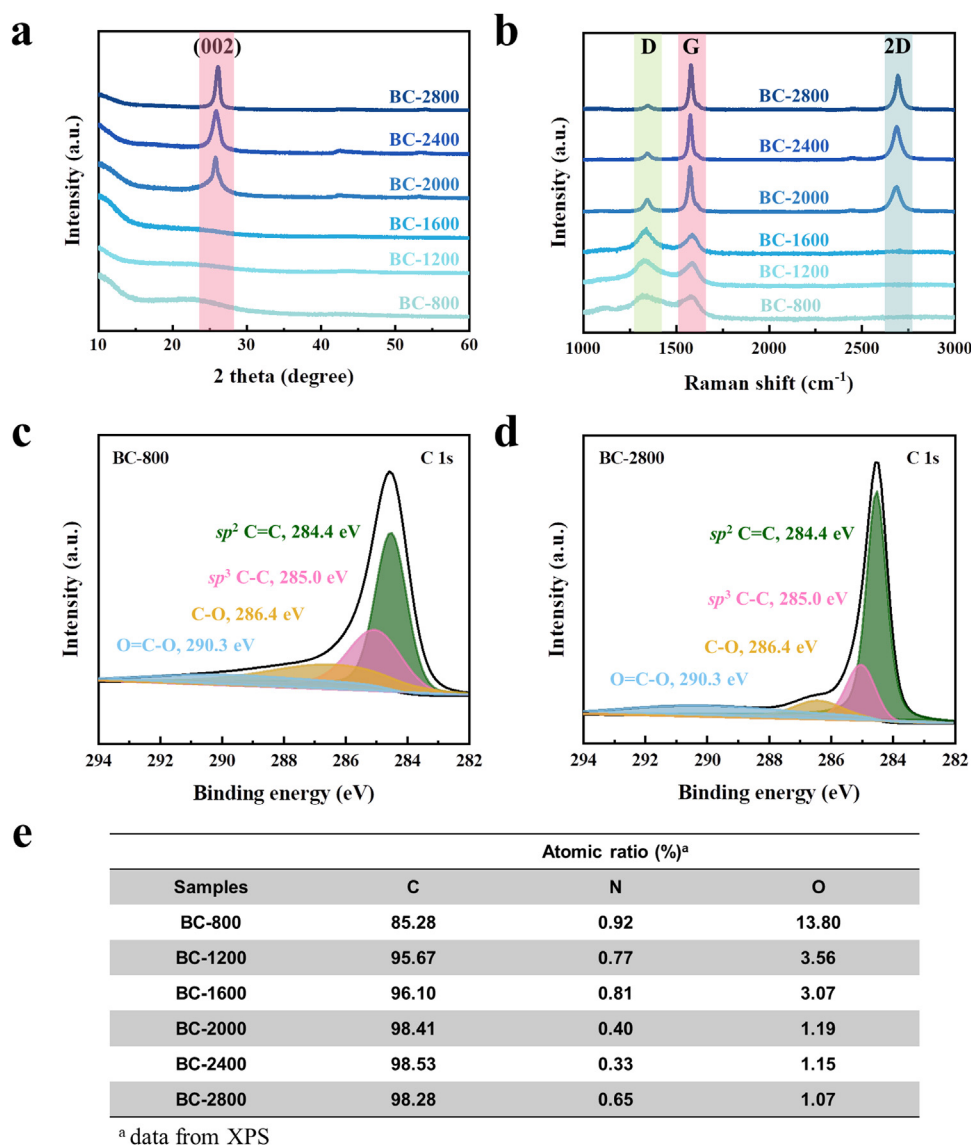 a
(002)
BC-2800
BC-2400
BC-2000
BC-1600
BC-1200
BC-800
Intensity (a.u.)
10 20 30 40 50 60
2 theta (degree)
b
D G 2D
BC-2800
BC-2400
BC-2000
BC-1600
BC-1200
BC-800
Intensity (a.u.)
1000 1500 2000 2500 3000
Raman shift (cm⁻¹)
c
BC-800 C 1s
sp² C=C, 284.4 eV
sp³ C-C, 285.0 eV
C-O, 286.4 eV
O=C-O, 290.3 eV
Intensity (a.u.)
294 292 290 288 286 284 282
Binding energy (eV)
d
BC-2800 C 1s
sp² C=C, 284.4 eV
sp³ C-C, 285.0 eV
C-O, 286.4 eV
O=C-O, 290.3 eV
Intensity (a.u.)
294 292 290 288 286 284 282
Binding energy (eV)
e
Atomic ratio (%)ᵃ
Samples C N O
BC-800 85.28 0.92 13.80
BC-1200 95.67 0.77 3.56
BC-1600 96.10 0.81 3.07
BC-2000 98.41 0.40 1.19
BC-2400 98.53 0.33 1.15
BC-2800 98.28 0.65 1.07
ᵃ data from XPS